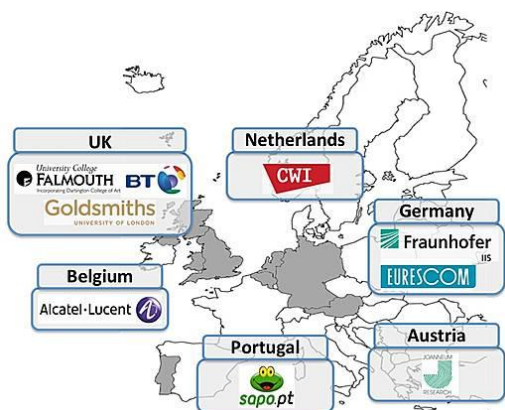 UK
University College
FALMOUTH
Incorporating Dartington College of Art
BT
Goldsmiths
UNIVERSITY OF LONDON
Netherlands
CWI
Germany
Fraunhofer
IIS
EURESCOM
Belgium
Alcatel·Lucent
Portugal
sapo.pt
Austria
JOANNEUM
RESEARCH